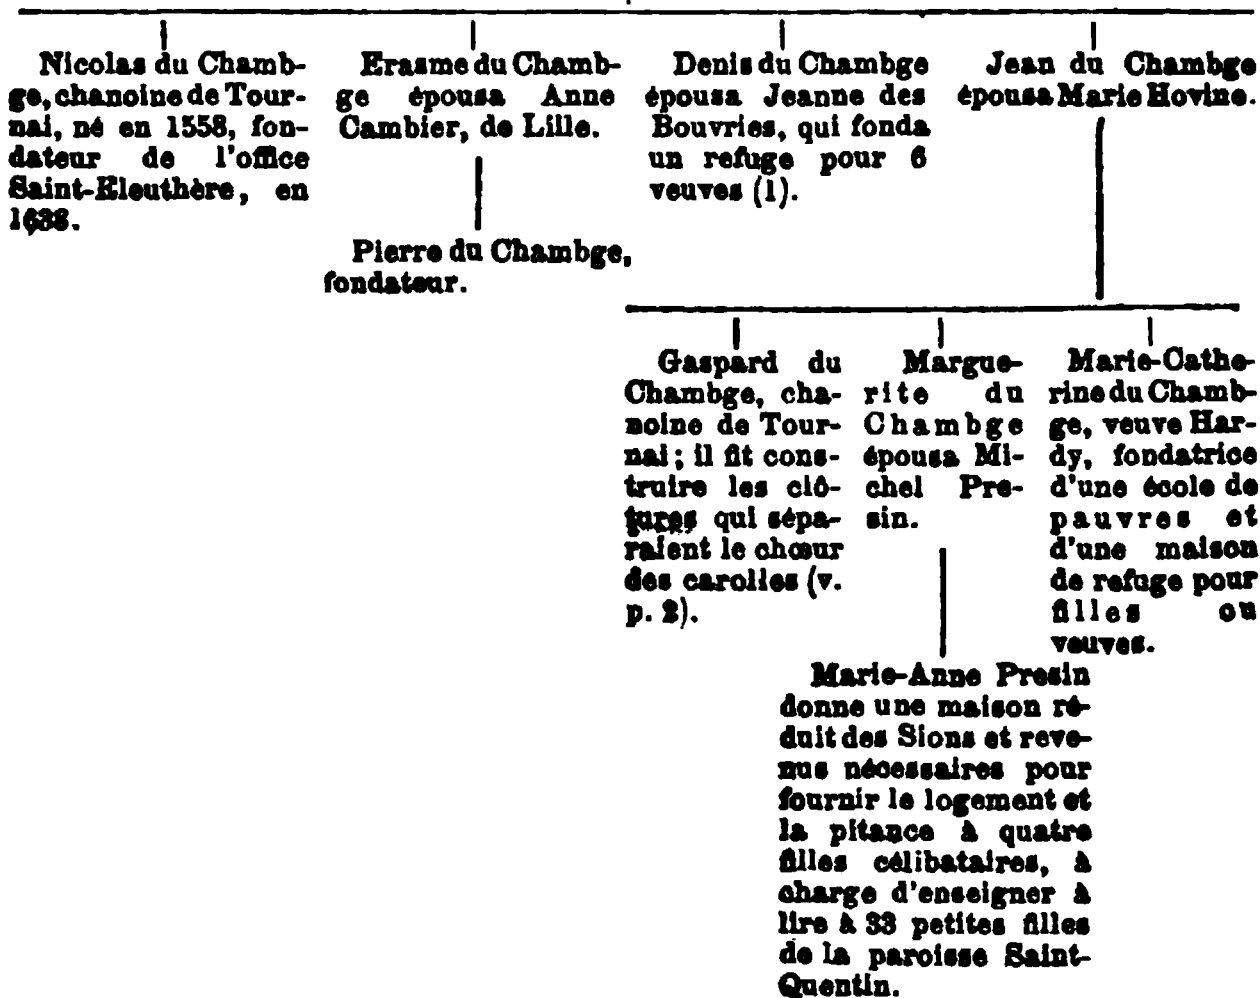 Nicolas du Chamb-
ge, chanoine de Tour-
nai, né en 1558, fon-
dateur de l'office
Saint-Eleuthère, en
1638.
Erasme du Chamb-
ge épousa Anne
Cambier, de Lille.
Pierre du Chambge,
fondateur.
Denis du Chambge
épousa Jeanne des
Bouvries, qui fonda
un refuge pour 6
veuves (1).
Jean du Chambge
épousa Marie Hovine.
Gaspard du
Chambge, cha-
noine de Tour-
nai ; il fit cons-
truire les clô-
tures qui sépa-
raient le chœur
des carolles (v.
p. 2).
Margue-
rite du
Chambge
épousa Mi-
chel Pre-
sin.
Marie-Cathe-
rine du Chamb-
ge, veuve Har-
dy, fondatrice
d'une école de
pauvres et
d'une maison
de refuge pour
filles ou
veuves.
Marie-Anne Presin
donne une maison ré-
duit des Sions et reve-
nus nécessaires pour
fournir le logement et
la pitance à quatre
filles célibataires, à
charge d'enseigner à
lire à 33 petites filles
de la paroisse Saint-
Quentin.